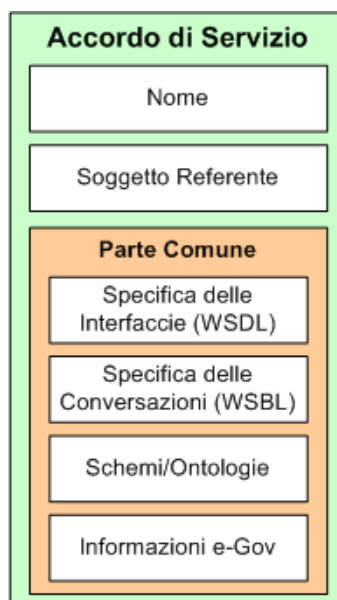 Accordo di Servizio
Nome
Soggetto Referente
Parte Comune
Specifica delle
Interfaccie (WSDL)
Specifica delle
Conversazioni (WSBL)
Schemi/Ontologie
Informazioni e-Gov